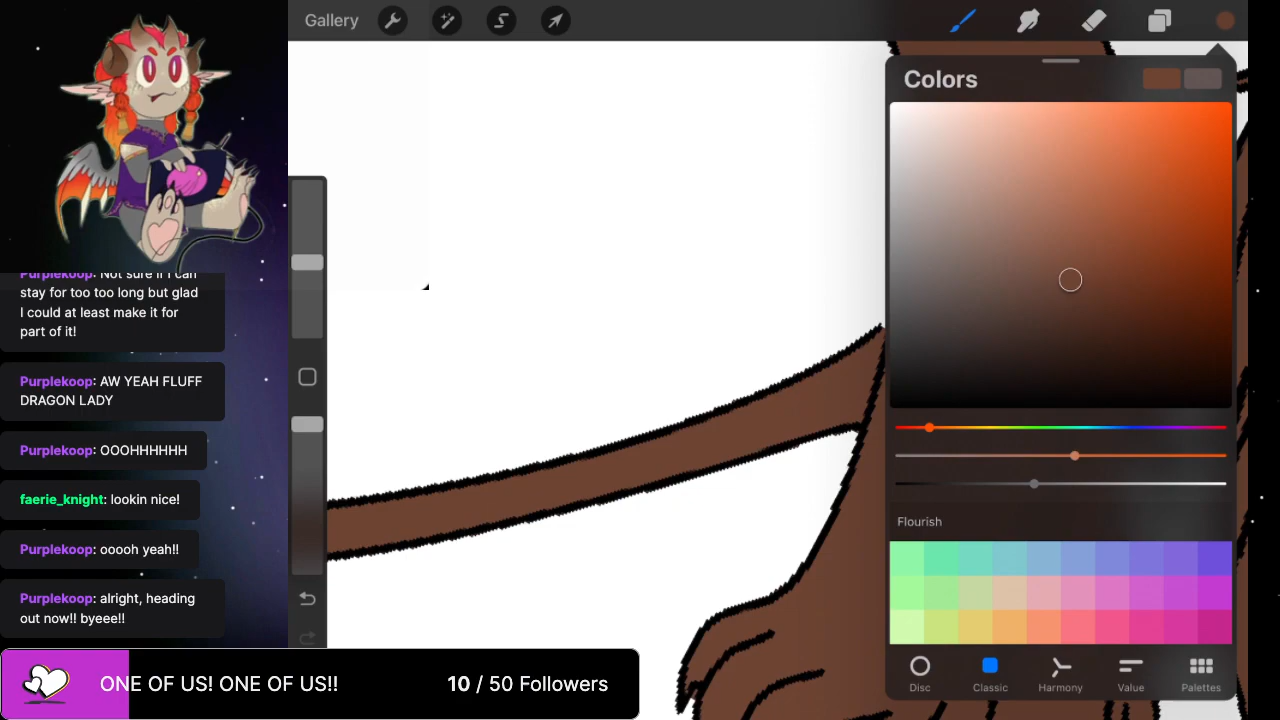 Gallery
Colors
Purplekoop: Not sure if I can
stay for too too long but glad
I could at least make it for
part of it!
Purplekoop: AW YEAH FLUFF
DRAGON LADY
Purplekoop: OOOHHHHHH
faerie_knight: lookin nice!
Purplekoop: ooooh yeah!!
Purplekoop: alright, heading
out now!! byeee!!
Flourish
Disc
Classic
Harmony
Value
Palettes
ONE OF US! ONE OF US!!
10 / 50 Followers